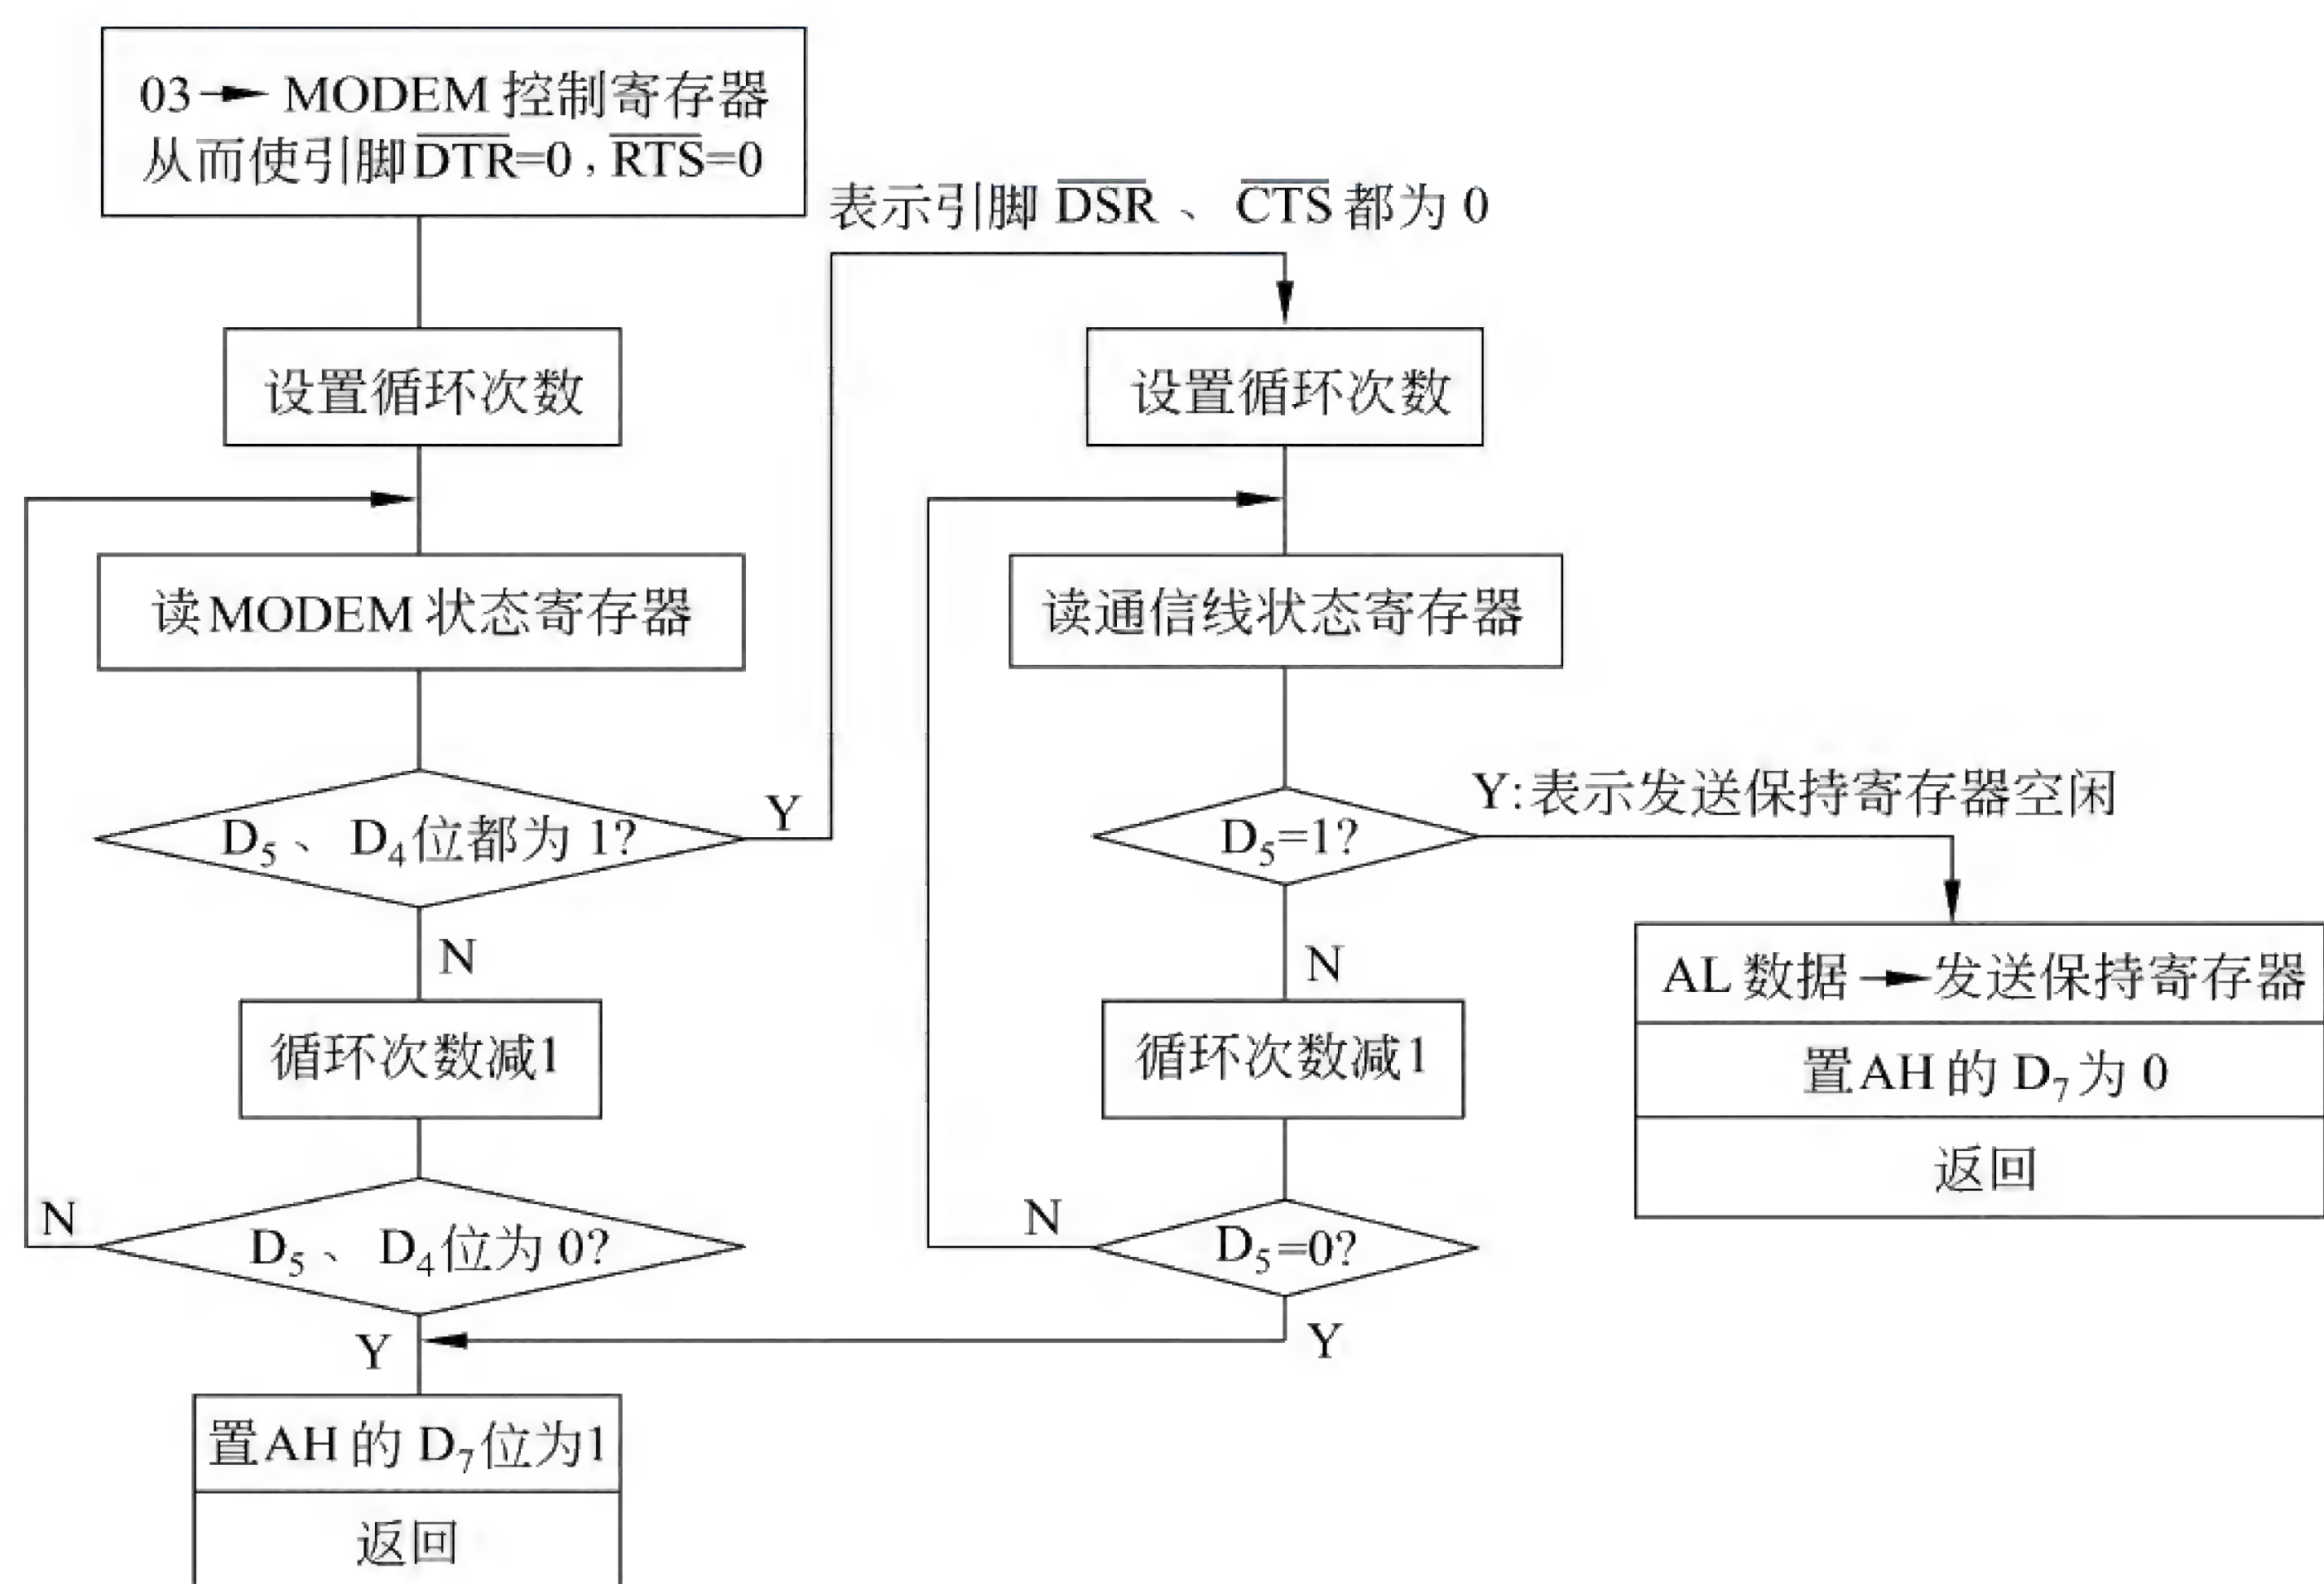 03→MODEM 控制寄存器
从而使引脚D̅T̅R̅=0，R̅T̅S̅=0
设置循环次数
读MODEM 状态寄存器
D₅、D₄位都为 1?
Y
N
循环次数减1
D₅、D₄位为 0?
N
Y
置AH 的 D₇位为1
返回
表示引脚 D̅S̅R̅ 、C̅T̅S̅ 都为 0
设置循环次数
读通信线状态寄存器
D₅=1?
Y:表示发送保持寄存器空闲
N
循环次数减1
D₅=0?
N
Y
AL 数据→发送保持寄存器
置AH 的 D₇为 0
返回